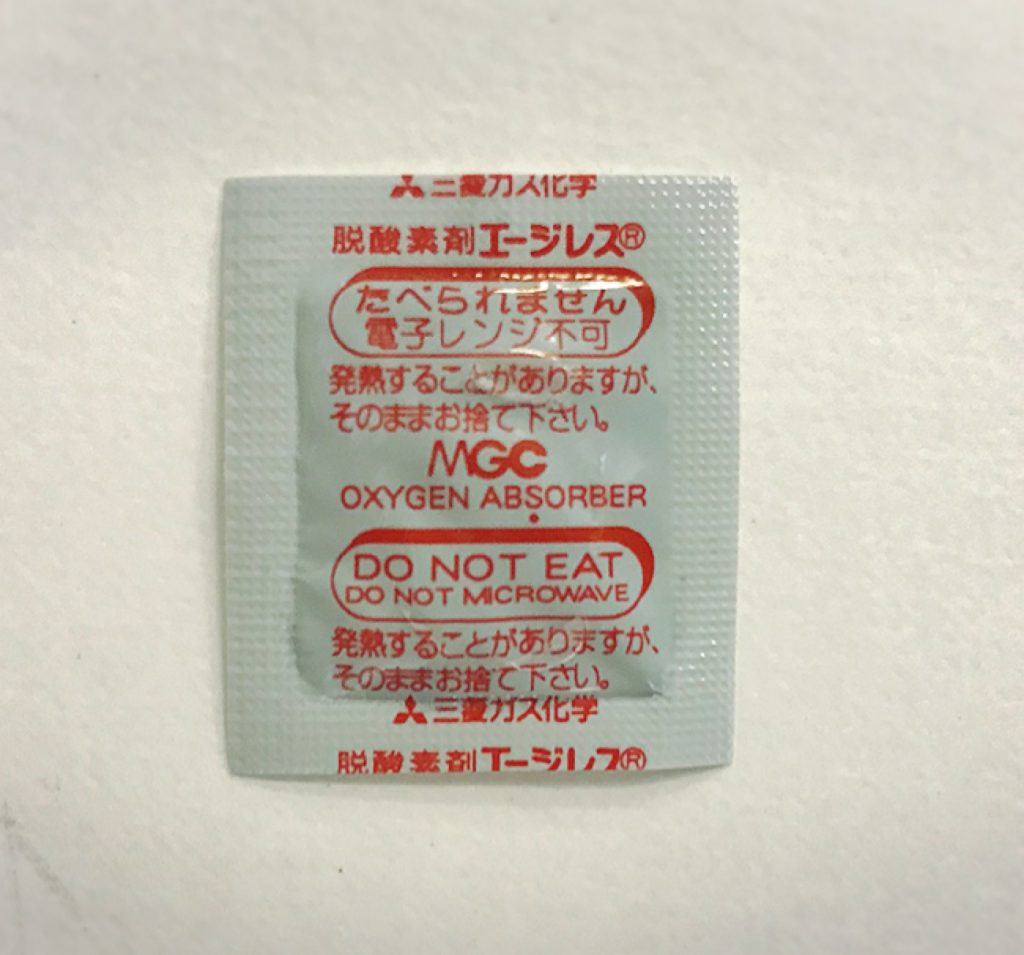 三菱ガス化学
脱酸素剤エージレス®
たべられません
電子レンジ不可
発熱することがありますが、
そのままお捨て下さい。
MGC
OXYGEN ABSORBER
DO NOT EAT
DO NOT MICROWAVE
発熱することがありますが、
そのままお捨て下さい。
三菱ガス化学
脱酸素剤エージレス®